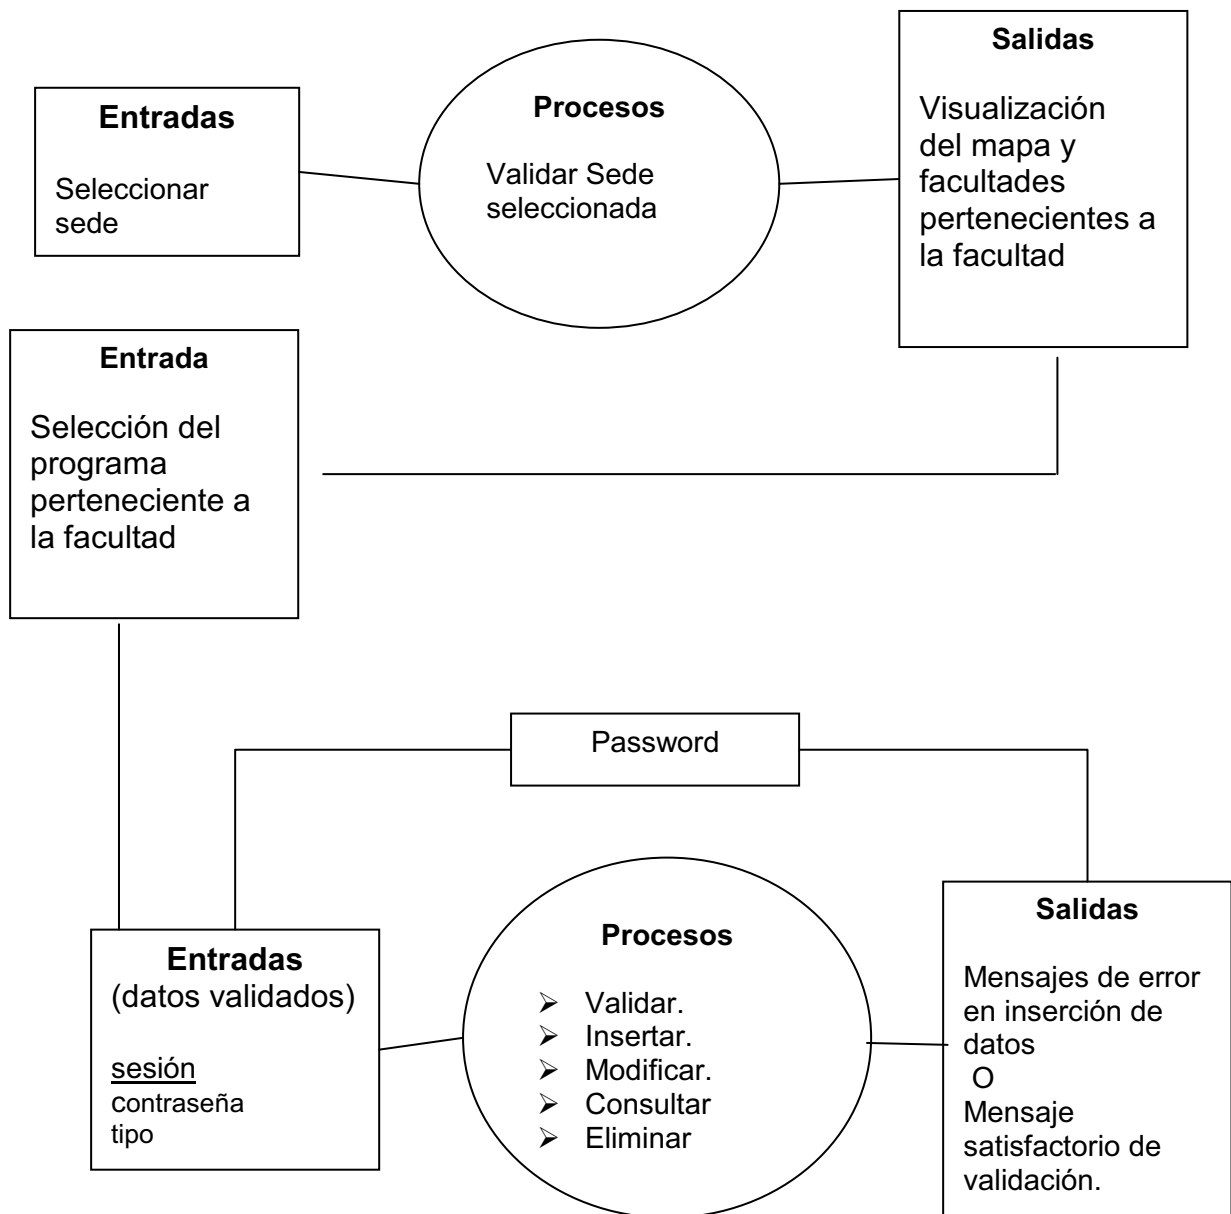 Entradas
Seleccionar
sede
Procesos
Validar Sede
seleccionada
Salidas
Visualización
del mapa y
facultades
pertenecientes a
la facultad
Entrada
Selección del
programa
perteneciente a
la facultad
Password
Entradas
(datos validados)
sesión
contraseña
tipo
Procesos
➢ Validar.
➢ Insertar.
➢ Modificar.
➢ Consultar
➢ Eliminar
Salidas
Mensajes de error
en inserción de
datos
O
Mensaje
satisfactorio de
validación.